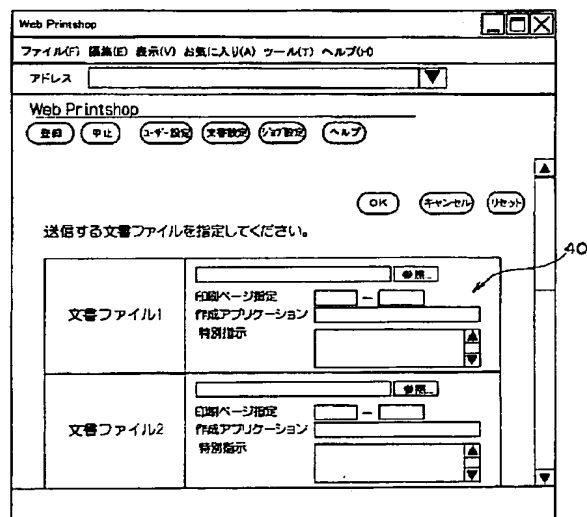 Web Printshop
ファイル(F) 編集(E) 表示(V) お気に入り(A) ツール(T) ヘルプ(H)
アドレス
Web Printshop
登録 中止 ユーザー設定 文書設定 ジョブ設定 ヘルプ
OK キャンセル リセット
送信する文書ファイルを指定してください。
40
参照...
文書ファイル1
印刷ページ指定 －
作成アプリケーション
特別指示
参照...
文書ファイル2
印刷ページ指定 －
作成アプリケーション
特別指示